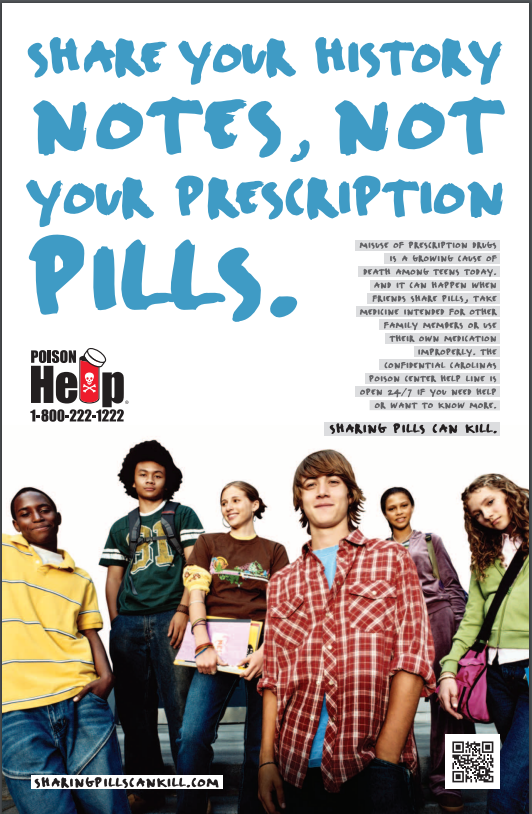 SHARE YOUR HISTORY
NOTES, NOT
YOUR PRESCRIPTION
PILLS.
MISUSE OF PRESCRIPTION DRUGS
IS A GROWING CAUSE OF
DEATH AMONG TEENS TODAY.
AND IT CAN HAPPEN WHEN
FRIENDS SHARE PILLS, TAKE
MEDICINE INTENDED FOR OTHER
FAMILY MEMBERS OR USE
THEIR OWN MEDICATION
IMPROPERLY. THE
CONFIDENTIAL CAROLINAS
POISON CENTER HELP LINE IS
OPEN 24/7 IF YOU NEED HELP
OR WANT TO KNOW MORE.
SHARING PILLS CAN KILL.
POISON
Help®
1-800-222-1222
31
SHARINGPILLSCANKILL.COM